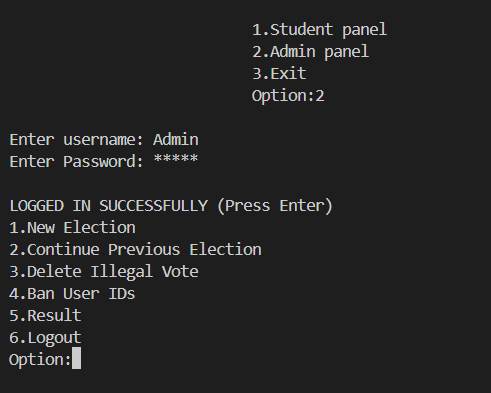 1.Student panel
2.Admin panel
3.Exit
Option:2
Enter username: Admin
Enter Password: *****
LOGGED IN SUCCESSFULLY (Press Enter)
1.New Election
2.Continue Previous Election
3.Delete Illegal Vote
4.Ban User IDs
5.Result
6.Logout
Option: